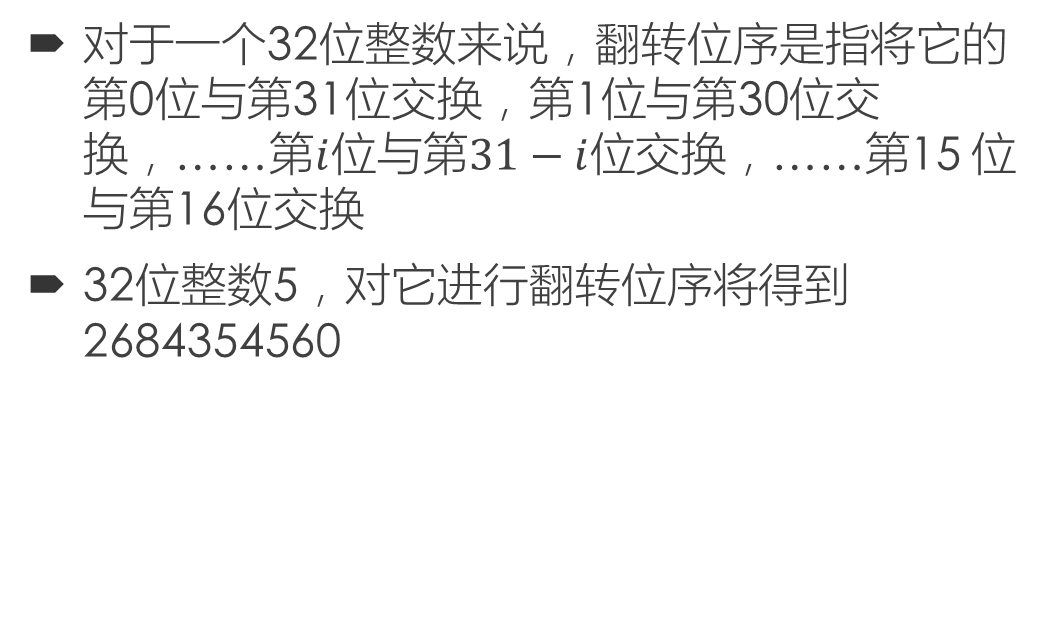 对于一个32位整数来说，翻转位序是指将它的
第0位与第31位交换，第1位与第30位交
换，……第i位与第31 − i位交换，……第15 位
与第16位交换
32位整数5，对它进行翻转位序将得到
2684354560